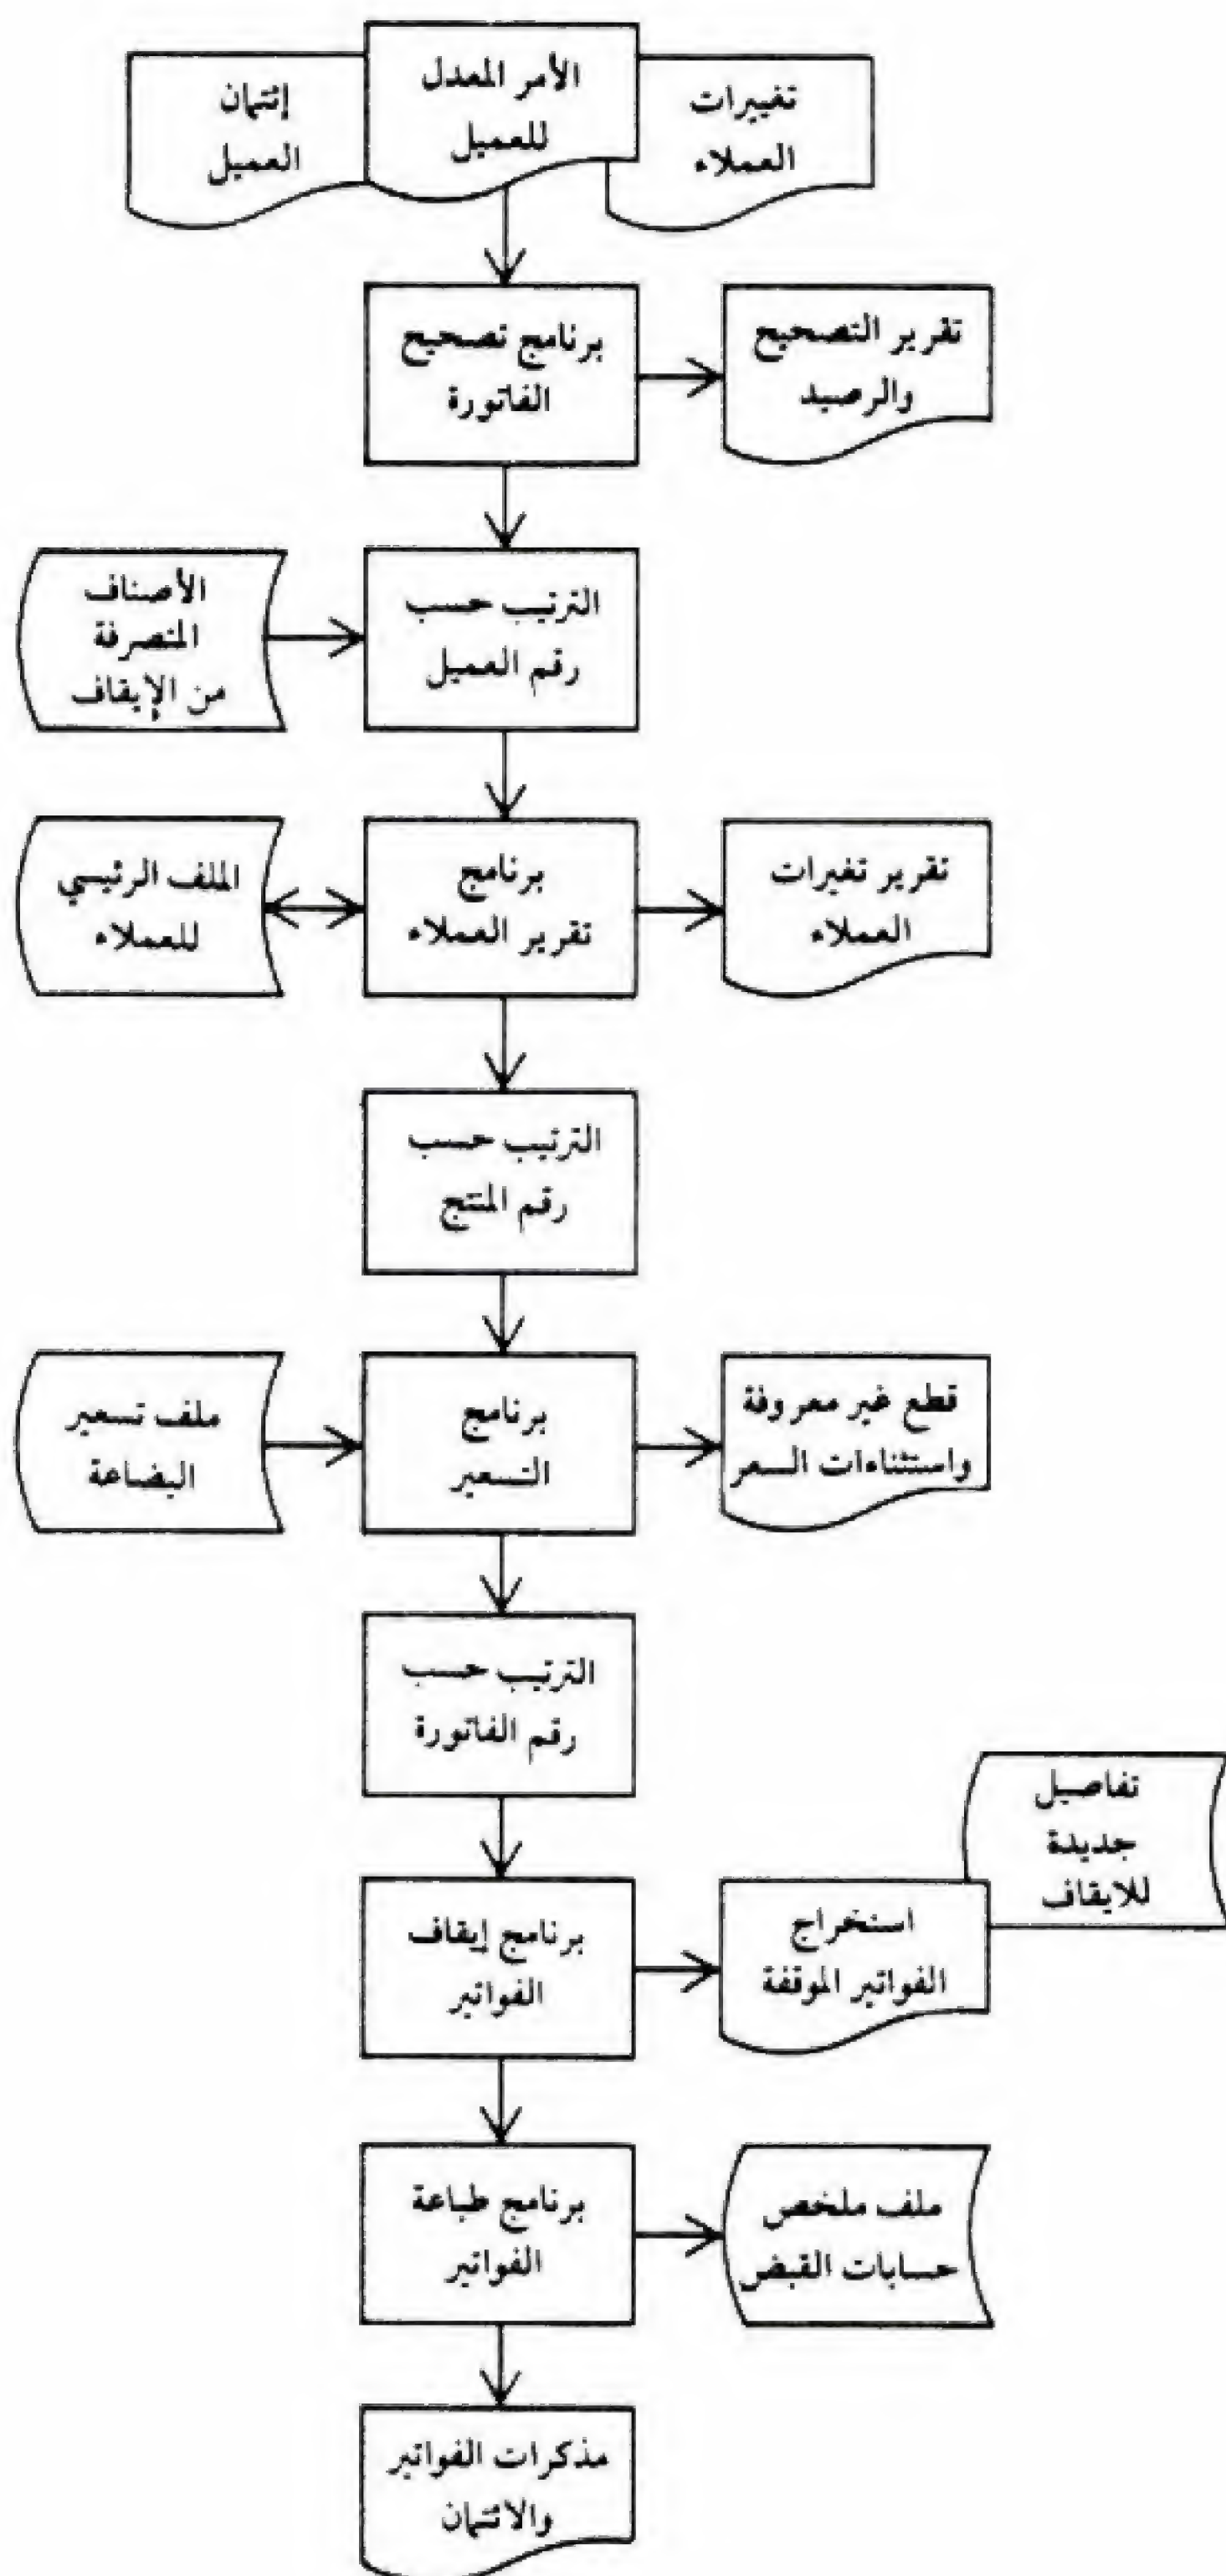 تغييرات
العملاء
الأمر المعدل
للعميل
إئتمان
العميل
برنامج تصحيح
الفاتورة
تقرير التصحيح
والرصيد
الترتيب حسب
رقم العميل
الأصناف
المنصرفة
من الإيقاف
برنامج
تقرير العملاء
تقرير تغيرات
العملاء
الملف الرئيسي
للعملاء
الترتيب حسب
رقم المنتج
برنامج
التسعير
قطع غير معروفة
واستثناءات السعر
ملف تسعير
البضاعة
الترتيب حسب
رقم الفاتورة
تفاصيل
جديدة
للايقاف
برنامج إيقاف
الفواتير
استخراج
الفواتير الموقفة
برنامج طباعة
الفواتير
ملف ملخص
حسابات القبض
مذكرات الفواتير
والائتمان